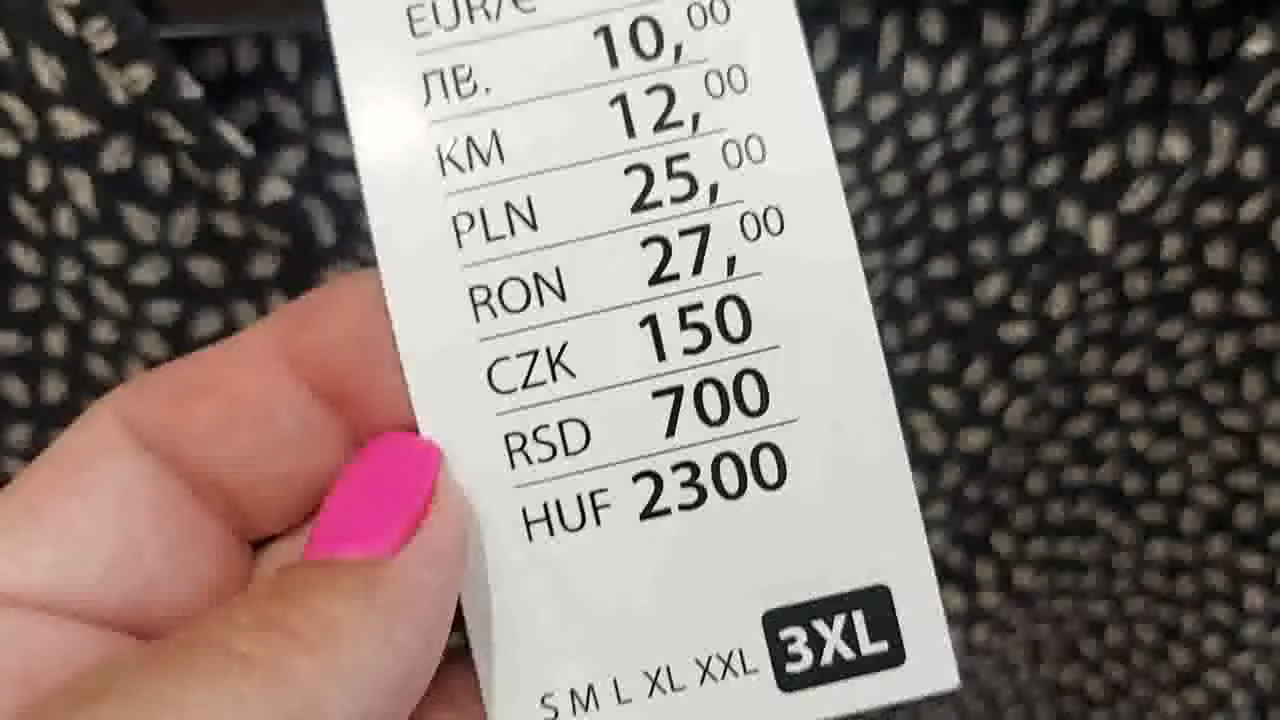 EUR/€
лв. 10,00
KM 12,00
PLN 25,00
RON 27,00
CZK 150
RSD 700
HUF 2300
S M L XL XXL 3XL